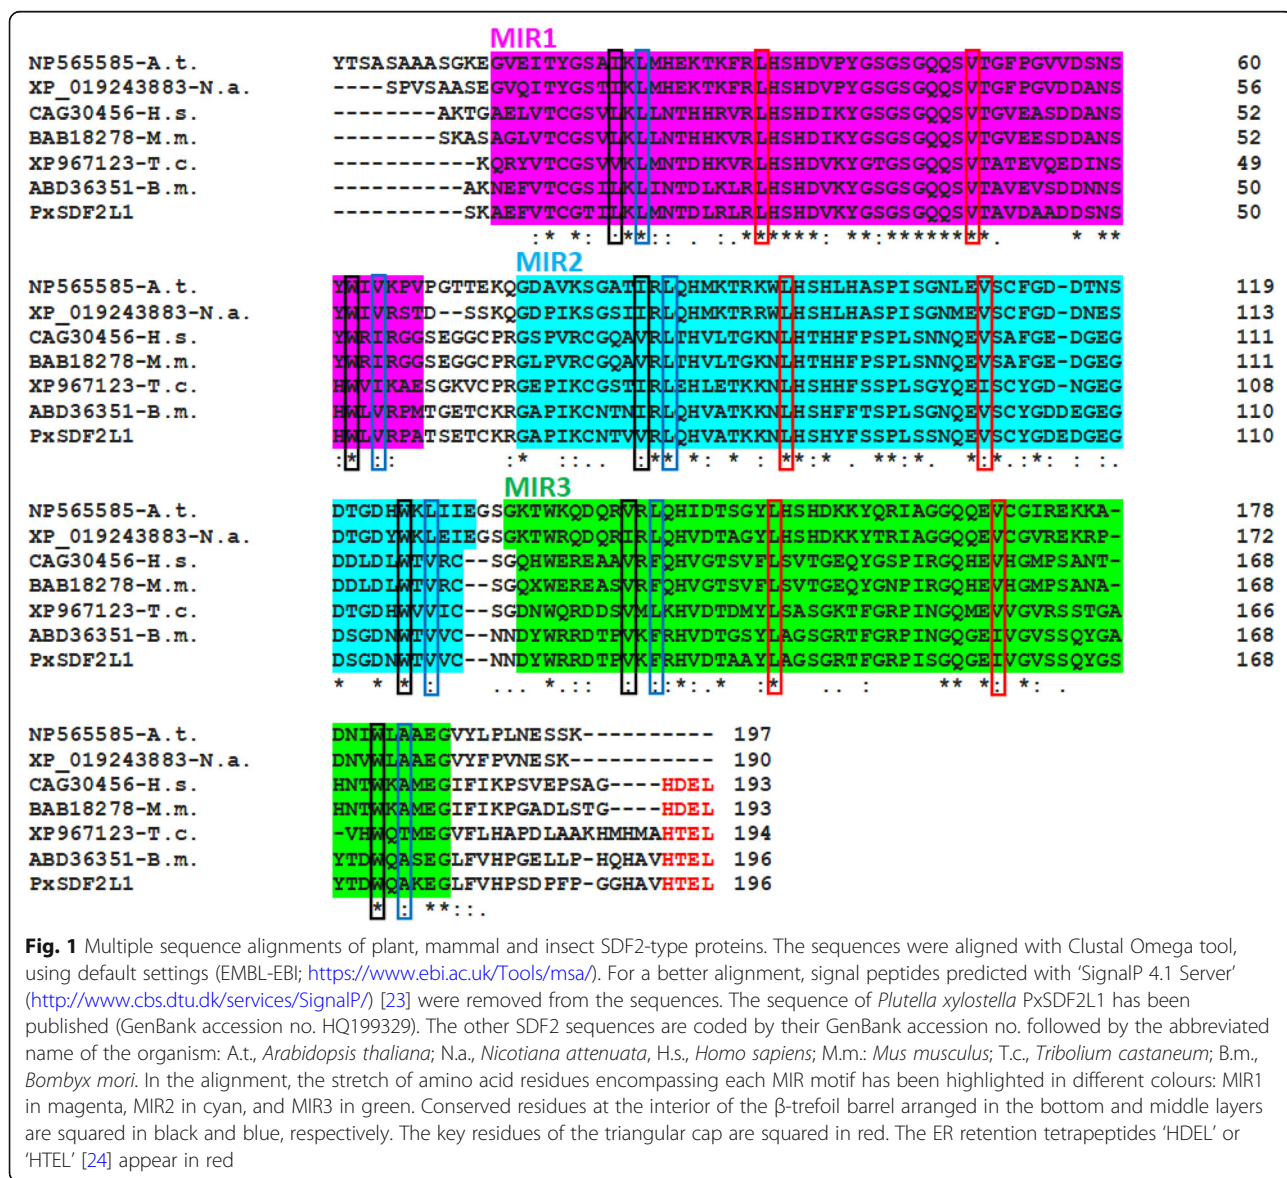 MIR1
NP565585-A.t. YTSASAAASGKEGVEITYGSAIKLMHEKTKFRLHSHDVPYGSGSGQQSVTGFPGVVDSNS 60
XP_019243883-N.a. ----SPVSAASEGVQITYGSTIKLMHEKTKFRLHSHDVPYGSGSGQQSVTGFPGVDDANS 56
CAG30456-H.s. --------AKTGAELVTCGSVLKLLNTHHRVRLHSHDIKYGSGSGQQSVTGVEASDDANS 52
BAB18278-M.m. --------SKASAGLVTCGSVLKLLNTHHRVRLHSHDIKYGSGSGQQSVTGVEESDDANS 52
XP967123-T.c. -----------KQRYVTCGSVVKLMNTDHKVRLHSHDVKYGTGSGQQSVTATEVQEDINS 49
ABD36351-B.m. ----------AKNEFVTCGSILKLINTDLKLRLHSHDVKYGSGSGQQSVTAVEVSDDNNS 50
PxSDF2L1 ----------SKAEFVTCGTILKLMNTDLRLRLHSHDVKYGSGSGQQSVTAVDAADDSNS 50
:* *: :**:: . :.*****: **:********. * **
MIR2
NP565585-A.t. YWIVKPVPGTTEKQGDAVKSGATIRLQHMKTRKWLHSHLHASPISGNLEVSCFGD-DTNS 119
XP_019243883-N.a. YWIVRSTD--SSKQGDPIKSGSIIRLQHMKTRRWLHSHLHASPISGNMEVSCFGD-DNES 113
CAG30456-H.s. YWRIRGGSEGGCPRGSPVRCGQAVRLTHVLTGKNLHTHHFPSPLSNNQEVSAFGE-DGEG 111
BAB18278-M.m. YWRIRGGSEGGCPRGLPVRCGQAVRLTHVLTGKNLHTHHFPSPLSNNQEVSAFGE-DGEG 111
XP967123-T.c. HWVIKAESGKVCPRGEPIKCGSTIRLEHLETKKNLHSHHFSSPLSGYQEISCYGD-NGEG 108
ABD36351-B.m. HWLVRPMTGETCKRGAPIKCNTNIRLQHVATKKNLHSHFFTSPLSGNQEVSCYGDDEGEG 110
PxSDF2L1 HWLVRPATSETCKRGAPIKCNTVVRLQHVATKKNLHSHYFSSPLSSNQEVSCYGDEDGEG 110
:* :: :* ::.. :***: * : **:* . **:*. *:*.:*: : :.
MIR3
NP565585-A.t. DTGDHWKLIIEGSGKTWKQDQRVRLQHIDTSGYLHSHDKKYQRIAGGQQEVCGIREKKA- 178
XP_019243883-N.a. DTGDYWKLEIEGSGKTWRQDQRIRLQHVDTAGYLHSHDKKYTRIAGGQQEVCGVREKRP- 172
CAG30456-H.s. DDLDLWTVRC--SGQHWEREAAVRFQHVGTSVFLSVTGEQYGSPIRGQHEVHGMPSANT- 168
BAB18278-M.m. DDLDLWTVRC--SGQXWEREASVRFQHVGTSVFLSVTGEQYGNPIRGQHEVHGMPSANA- 168
XP967123-T.c. DTGDHWVVIC--SGDNWQRDDSVMLKHVDTDMYLSASGKTFGRPINGQMEVVGVRSSTGA 166
ABD36351-B.m. DSGDNWTVVC--NNDYWRRDTPVKFRHVDTGSYLAGSGRTFGRPINGQGEIVGVSSQYGA 168
PxSDF2L1 DSGDNWTVVC--NNDYWRRDTPVKFRHVDTAAYLAGSGRTFGRPISGQGEIVGVSSQYGS 168
* * * : .. *.:: : ::*:.* :* .. : ** *: *: .
NP565585-A.t. DNIWLAAEGVYLPLNESSK---------- 197
XP_019243883-N.a. DNVWLAAEGVYFPVNESK----------- 190
CAG30456-H.s. HNTWKAMEGIFIKPSVEPSAG----HDEL 193
BAB18278-M.m. HNTWKAMEGIFIKPGADLSTG----HDEL 193
XP967123-T.c. -VHWQTMEGVFLHAPDLAAKHMHMAHTEL 194
ABD36351-B.m. YTDWQASEGLFVHPGELLP-HQHAVHTEL 196
PxSDF2L1 YTDWQAKEGLFVHPSDPFP-GGHAVHTEL 196
* : **::.
Fig. 1 Multiple sequence alignments of plant, mammal and insect SDF2-type proteins. The sequences were aligned with Clustal Omega tool,
using default settings (EMBL-EBI; https://www.ebi.ac.uk/Tools/msa/). For a better alignment, signal peptides predicted with ‘SignalP 4.1 Server’
(http://www.cbs.dtu.dk/services/SignalP/) [23] were removed from the sequences. The sequence of Plutella xylostella PxSDF2L1 has been
published (GenBank accession no. HQ199329). The other SDF2 sequences are coded by their GenBank accession no. followed by the abbreviated
name of the organism: A.t., Arabidopsis thaliana; N.a., Nicotiana attenuata, H.s., Homo sapiens; M.m.: Mus musculus; T.c., Tribolium castaneum; B.m.,
Bombyx mori. In the alignment, the stretch of amino acid residues encompassing each MIR motif has been highlighted in different colours: MIR1
in magenta, MIR2 in cyan, and MIR3 in green. Conserved residues at the interior of the β-trefoil barrel arranged in the bottom and middle layers
are squared in black and blue, respectively. The key residues of the triangular cap are squared in red. The ER retention tetrapeptides ‘HDEL’ or
‘HTEL’ [24] appear in red